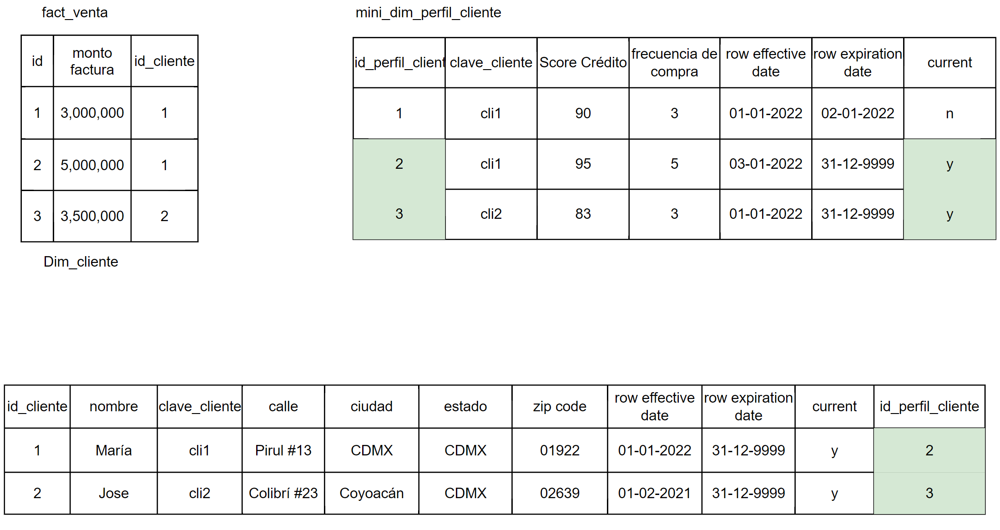 fact_venta
id monto factura id_cliente
1 3,000,000 1
2 5,000,000 1
3 3,500,000 2
mini_dim_perfil_cliente
id_perfil_client clave_cliente Score Crédito frecuencia de compra row effective date row expiration date current
1 cli1 90 3 01-01-2022 02-01-2022 n
2 cli1 95 5 03-01-2022 31-12-9999 y
3 cli2 83 3 01-01-2022 31-12-9999 y
Dim_cliente
id_cliente nombre clave_cliente calle ciudad estado zip code row effective date row expiration date current id_perfil_cliente
1 María cli1 Pirul #13 CDMX CDMX 01922 01-01-2022 31-12-9999 y 2
2 Jose cli2 Colibrí #23 Coyoacán CDMX 02639 01-02-2021 31-12-9999 y 3